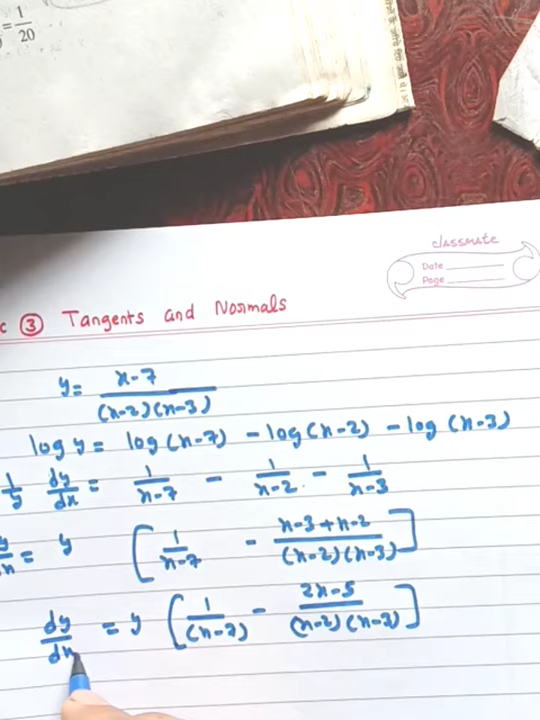 = 1/20
classmate
Date
Page
③ Tangents and Normals
y = x-7 / (x-2)(x-3)
log y = log(x-7) - log(x-2) - log(x-3)
1/y dy/dx = 1/x-7 - 1/x-2 - 1/x-3
= y [1/x-7 - x-3+x-2 / (x-2)(x-3)]
dy/dx = y [1/(x-7) - 2x-5 / (x-2)(x-3)]